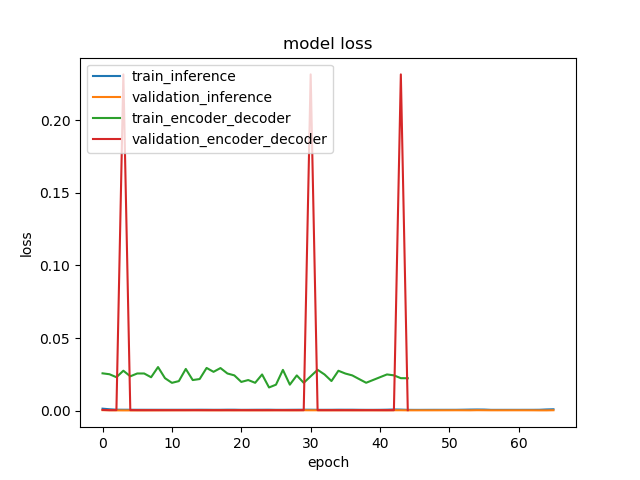 model loss
train_inference
validation_inference
train_encoder_decoder
validation_encoder_decoder
loss
0.20
0.15
0.10
0.05
0.00
0 10 20 30 40 50 60
epoch